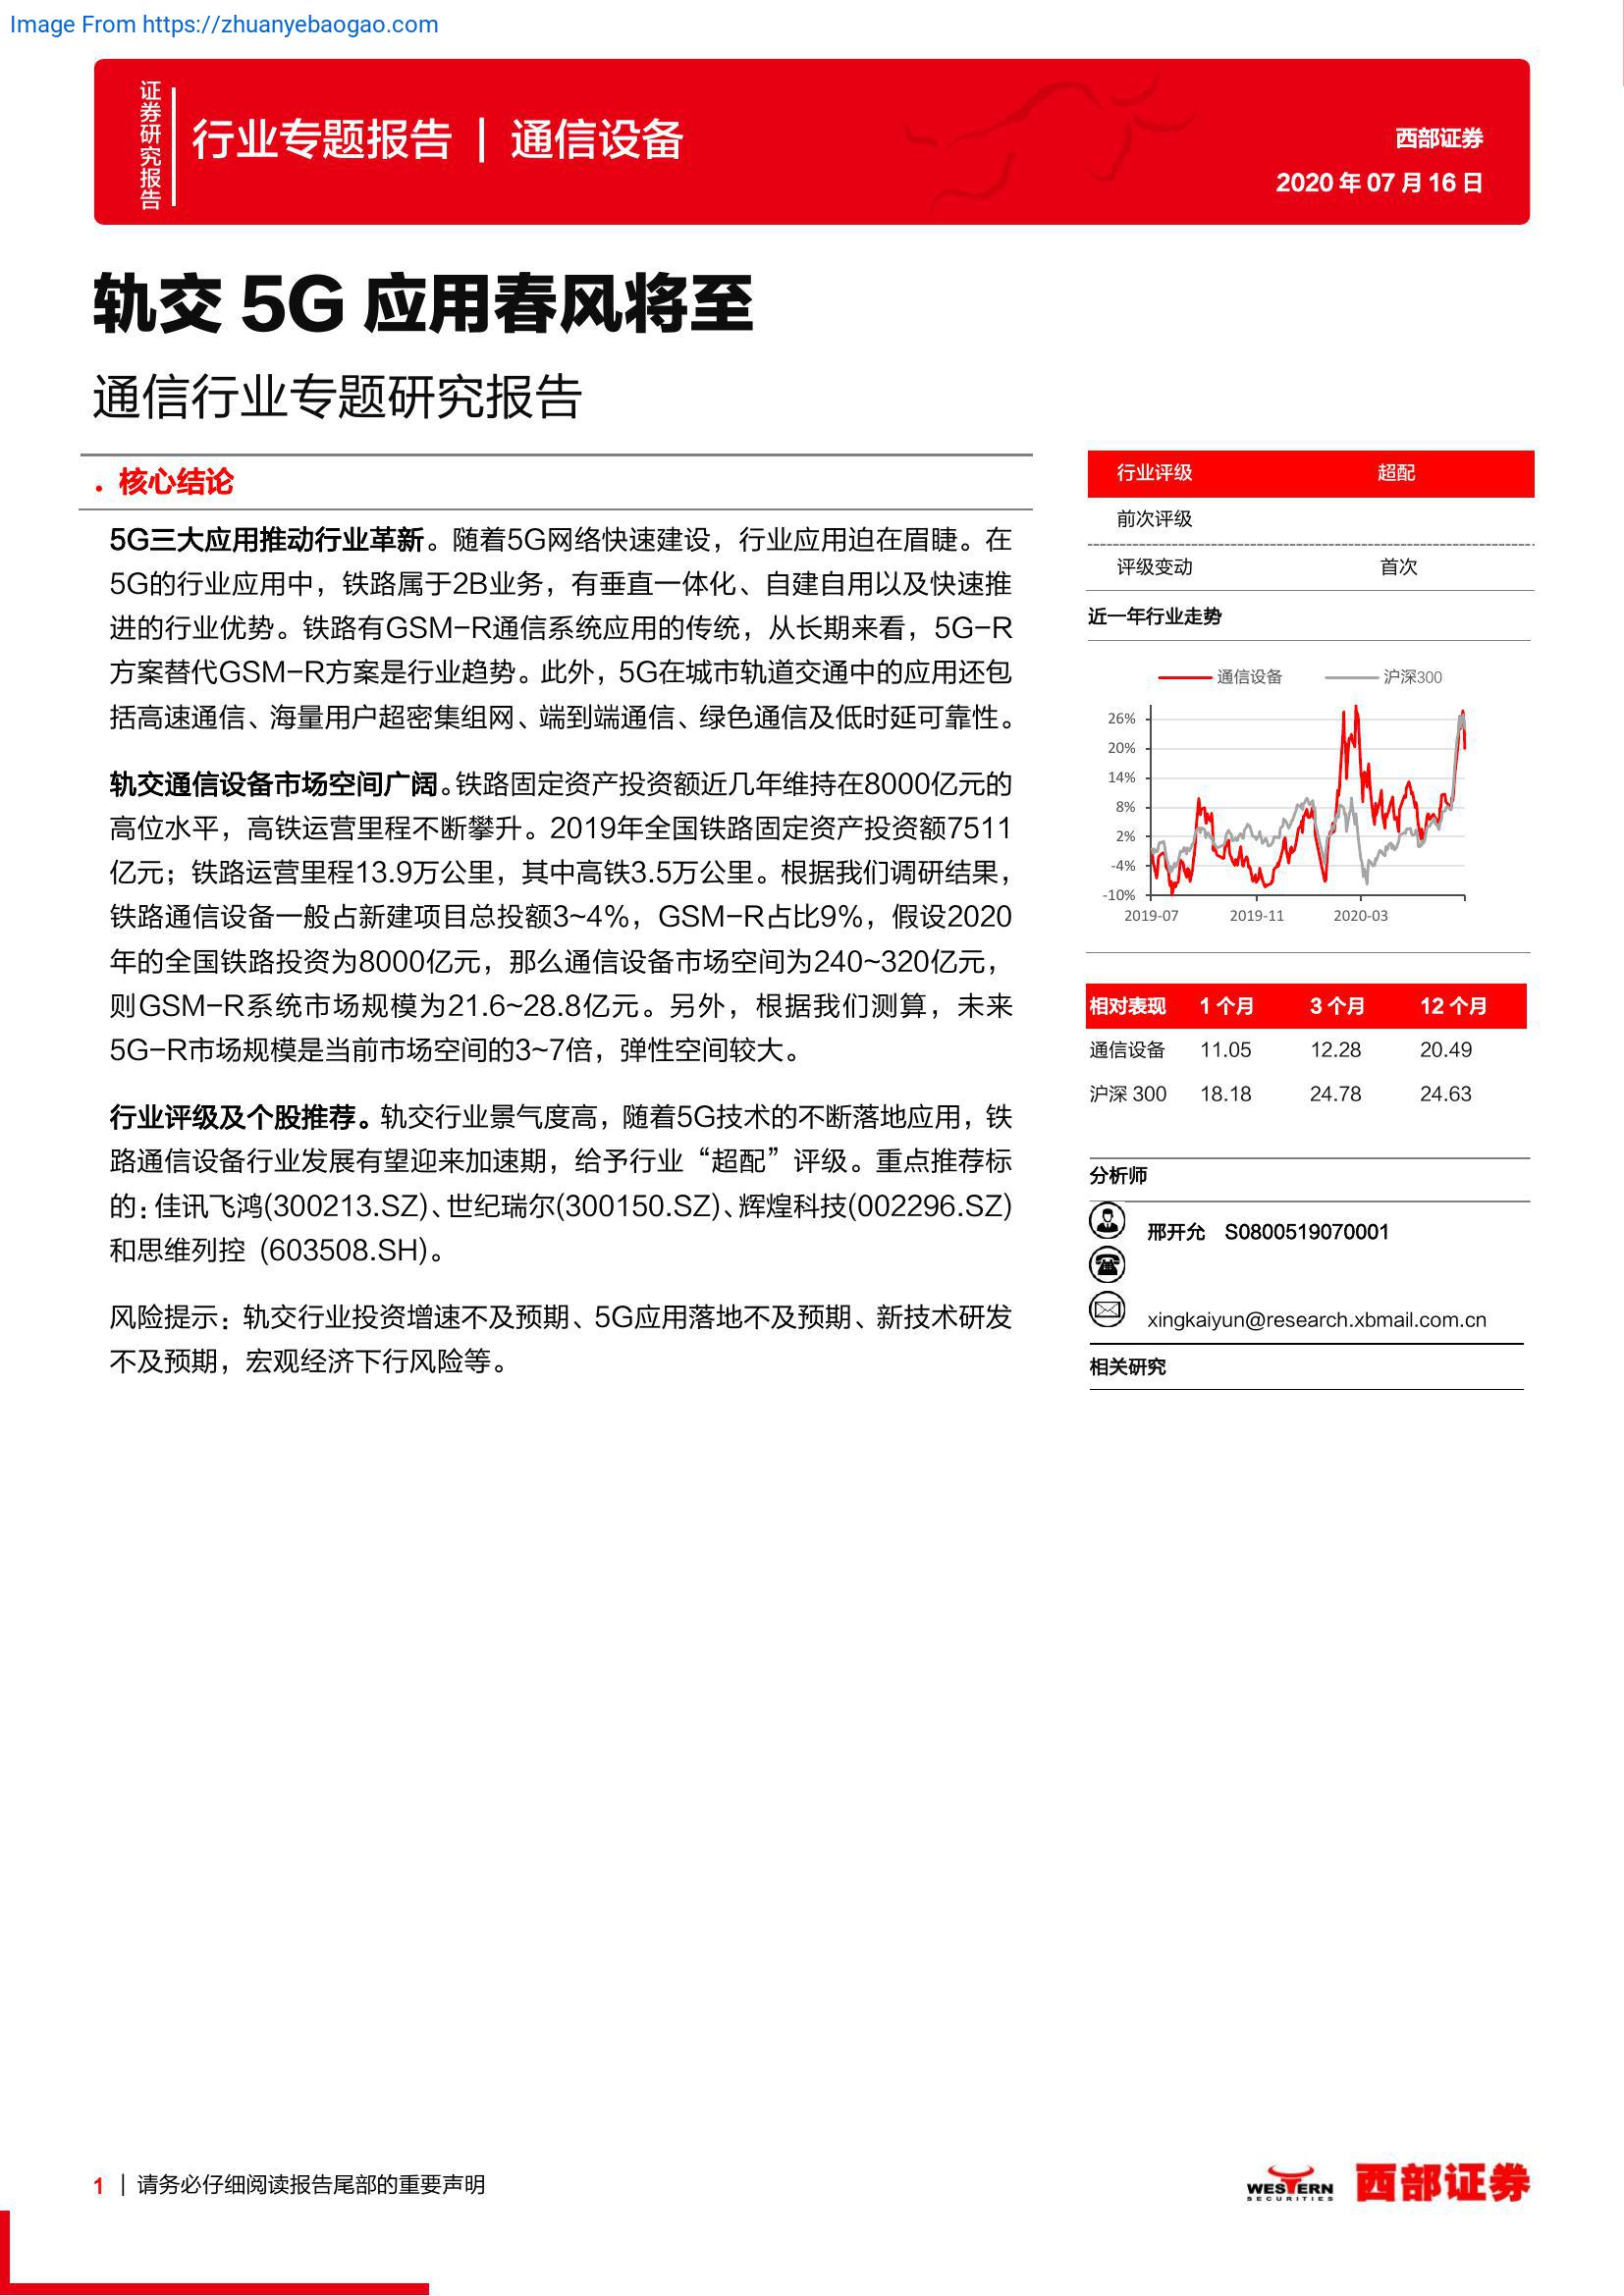 Image From https://zhuanyebaogao.com
证券研究报告
行业专题报告 | 通信设备
西部证券
2020 年 07 月 16 日
轨交 5G 应用春风将至
通信行业专题研究报告
• 核心结论
5G三大应用推动行业革新。随着5G网络快速建设，行业应用迫在眉睫。在
5G的行业应用中，铁路属于2B业务，有垂直一体化、自建自用以及快速推
进的行业优势。铁路有GSM-R通信系统应用的传统，从长期来看，5G-R
方案替代GSM-R方案是行业趋势。此外，5G在城市轨道交通中的应用还包
括高速通信、海量用户超密集组网、端到端通信、绿色通信及低时延可靠性。
轨交通信设备市场空间广阔。铁路固定资产投资额近几年维持在8000亿元的
高位水平，高铁运营里程不断攀升。2019年全国铁路固定资产投资额7511
亿元；铁路运营里程13.9万公里，其中高铁3.5万公里。根据我们调研结果，
铁路通信设备一般占新建项目总投额3~4%，GSM-R占比9%，假设2020
年的全国铁路投资为8000亿元，那么通信设备市场空间为240~320亿元，
则GSM-R系统市场规模为21.6~28.8亿元。另外，根据我们测算，未来
5G-R市场规模是当前市场空间的3~7倍，弹性空间较大。
行业评级及个股推荐。轨交行业景气度高，随着5G技术的不断落地应用，铁
路通信设备行业发展有望迎来加速期，给予行业“超配”评级。重点推荐标
的：佳讯飞鸿(300213.SZ)、世纪瑞尔(300150.SZ)、辉煌科技(002296.SZ)
和思维列控 (603508.SH)。
风险提示：轨交行业投资增速不及预期、5G应用落地不及预期、新技术研发
不及预期，宏观经济下行风险等。
行业评级 超配
前次评级
评级变动 首次
近一年行业走势
通信设备 沪深300
26%
20%
14%
8%
2%
-4%
-10%
2019-07 2019-11 2020-03
相对表现 1 个月 3 个月 12 个月
通信设备 11.05 12.28 20.49
沪深 300 18.18 24.78 24.63
分析师
邢开允 S0800519070001
xingkaiyun@research.xbmail.com.cn
相关研究
1 | 请务必仔细阅读报告尾部的重要声明
WESTERN
SECURITIES
西部证券